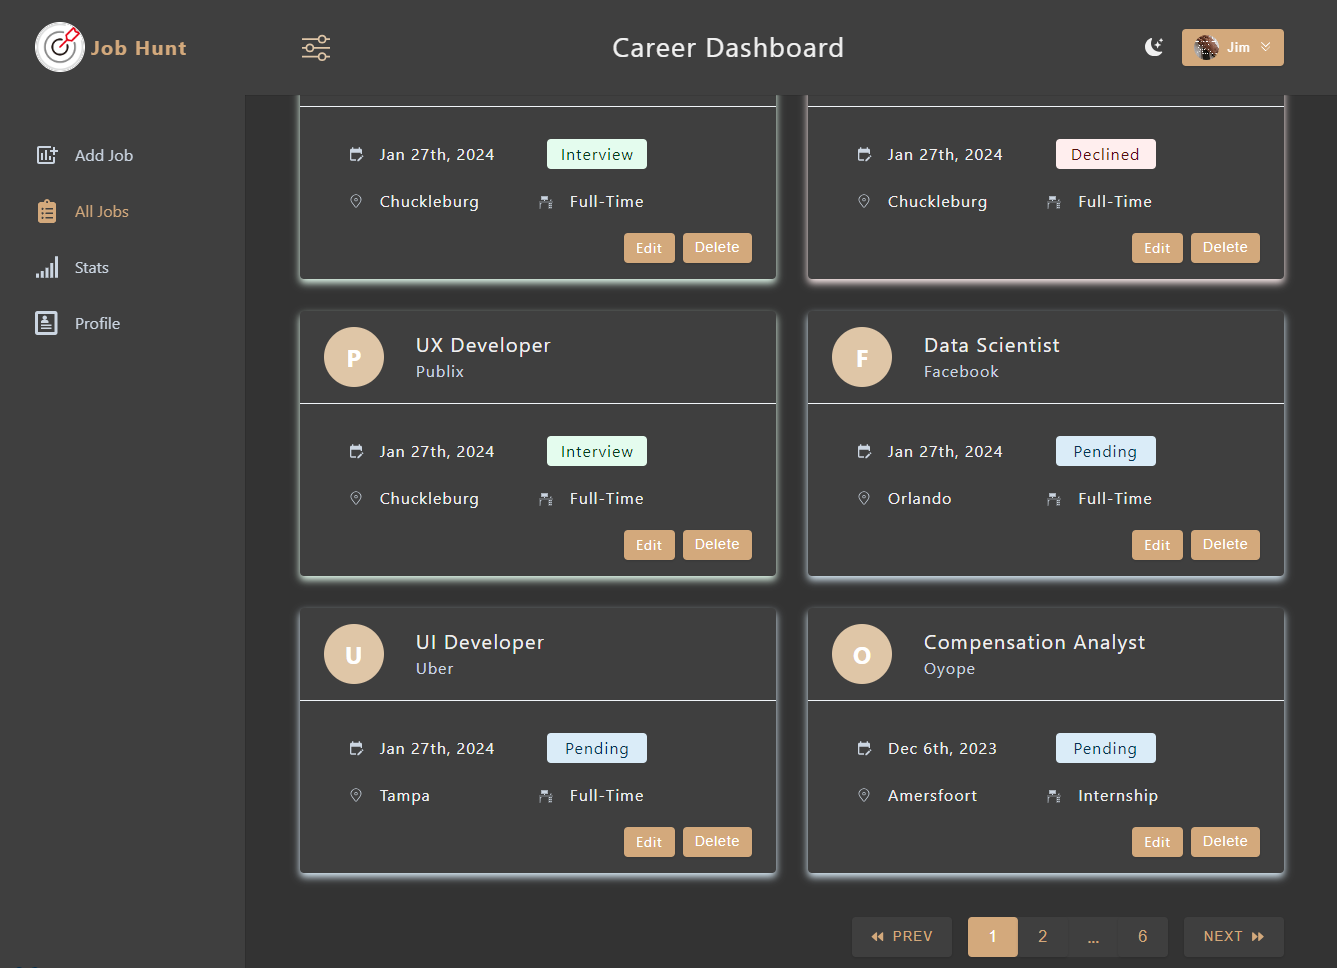 Job Hunt
Career Dashboard
Jim
Add Job
All Jobs
Stats
Profile
Jan 27th, 2024 Interview
Chuckleburg Full-Time
Edit Delete
Jan 27th, 2024 Declined
Chuckleburg Full-Time
Edit Delete
P
UX Developer
Publix
Jan 27th, 2024 Interview
Chuckleburg Full-Time
Edit Delete
F
Data Scientist
Facebook
Jan 27th, 2024 Pending
Orlando Full-Time
Edit Delete
U
UI Developer
Uber
Jan 27th, 2024 Pending
Tampa Full-Time
Edit Delete
O
Compensation Analyst
Oyope
Dec 6th, 2023 Pending
Amersfoort Internship
Edit Delete
PREV 1 2 ... 6 NEXT